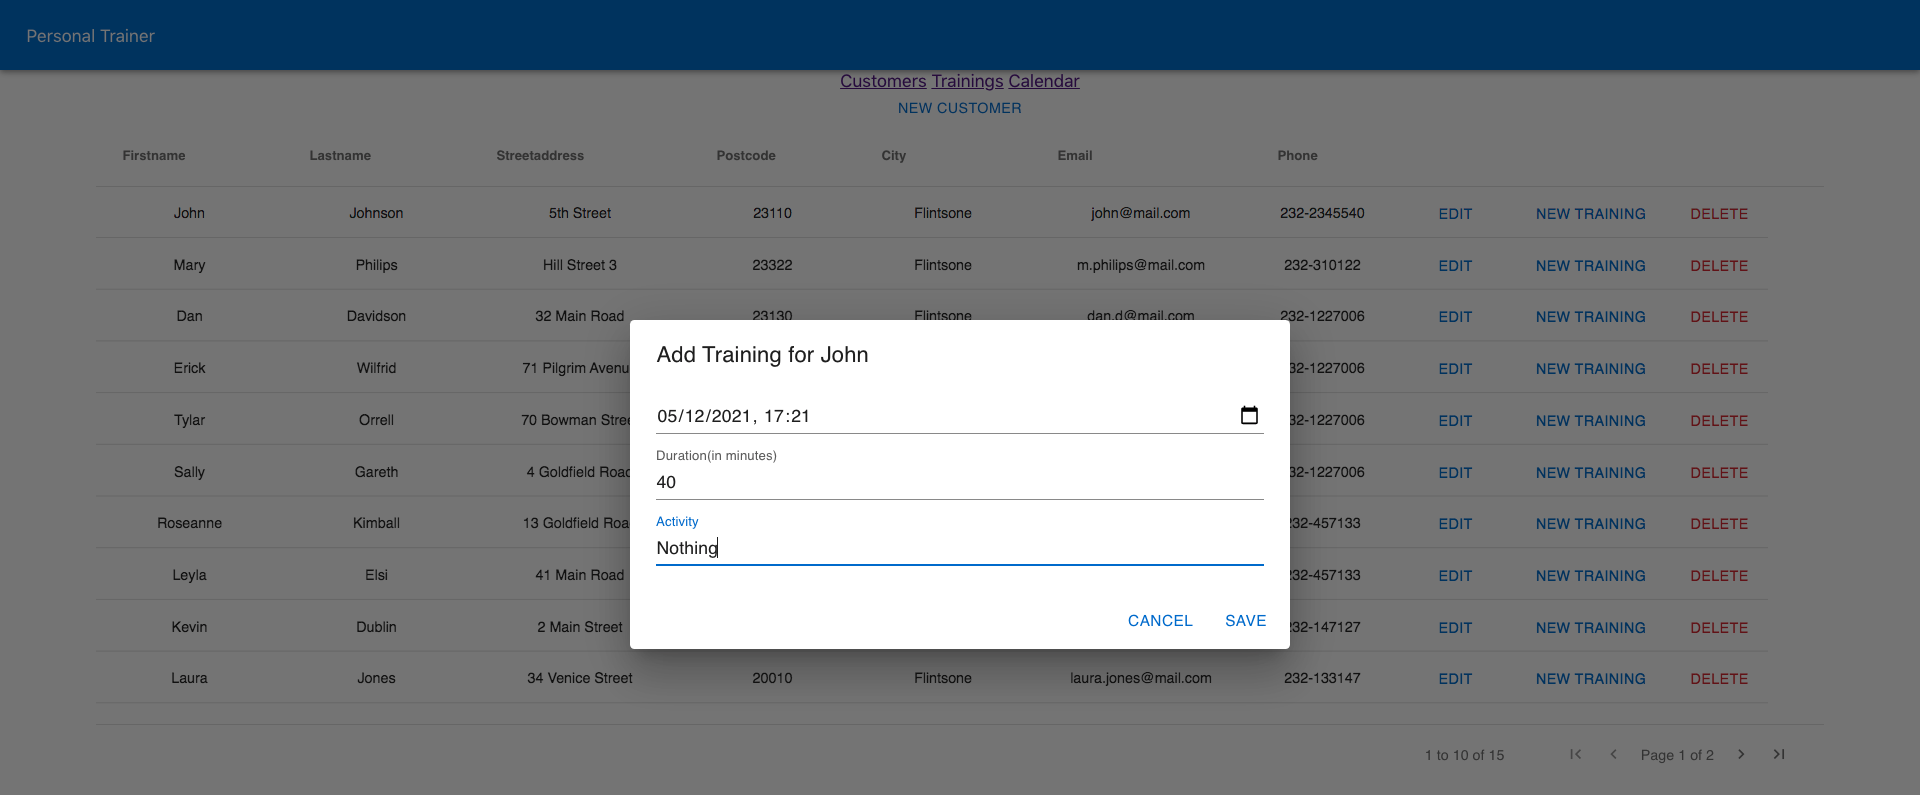 Personal Trainer
Customers Trainings Calendar
NEW CUSTOMER
Firstname Lastname Streetaddress Postcode City Email Phone
John Johnson 5th Street 23110 Flintsone john@mail.com 232-2345540 EDIT NEW TRAINING DELETE
Mary Philips Hill Street 3 23322 Flintsone m.philips@mail.com 232-310122 EDIT NEW TRAINING DELETE
Dan Davidson 32 Main Road 23130 Flintsone dan.d@mail.com 232-1227006 EDIT NEW TRAINING DELETE
Erick Wilfrid 71 Pilgrim Avenu 32-1227006 EDIT NEW TRAINING DELETE
Tylar Orrell 70 Bowman Stree 32-1227006 EDIT NEW TRAINING DELETE
Sally Gareth 4 Goldfield Road 32-1227006 EDIT NEW TRAINING DELETE
Roseanne Kimball 13 Goldfield Roa 232-457133 EDIT NEW TRAINING DELETE
Leyla Elsi 41 Main Road 32-457133 EDIT NEW TRAINING DELETE
Kevin Dublin 2 Main Street 32-147127 EDIT NEW TRAINING DELETE
Laura Jones 34 Venice Street 20010 Flintsone laura.jones@mail.com 232-133147 EDIT NEW TRAINING DELETE
Add Training for John
05/12/2021, 17:21
Duration(in minutes)
40
Activity
Nothing
CANCEL SAVE
1 to 10 of 15 Page 1 of 2